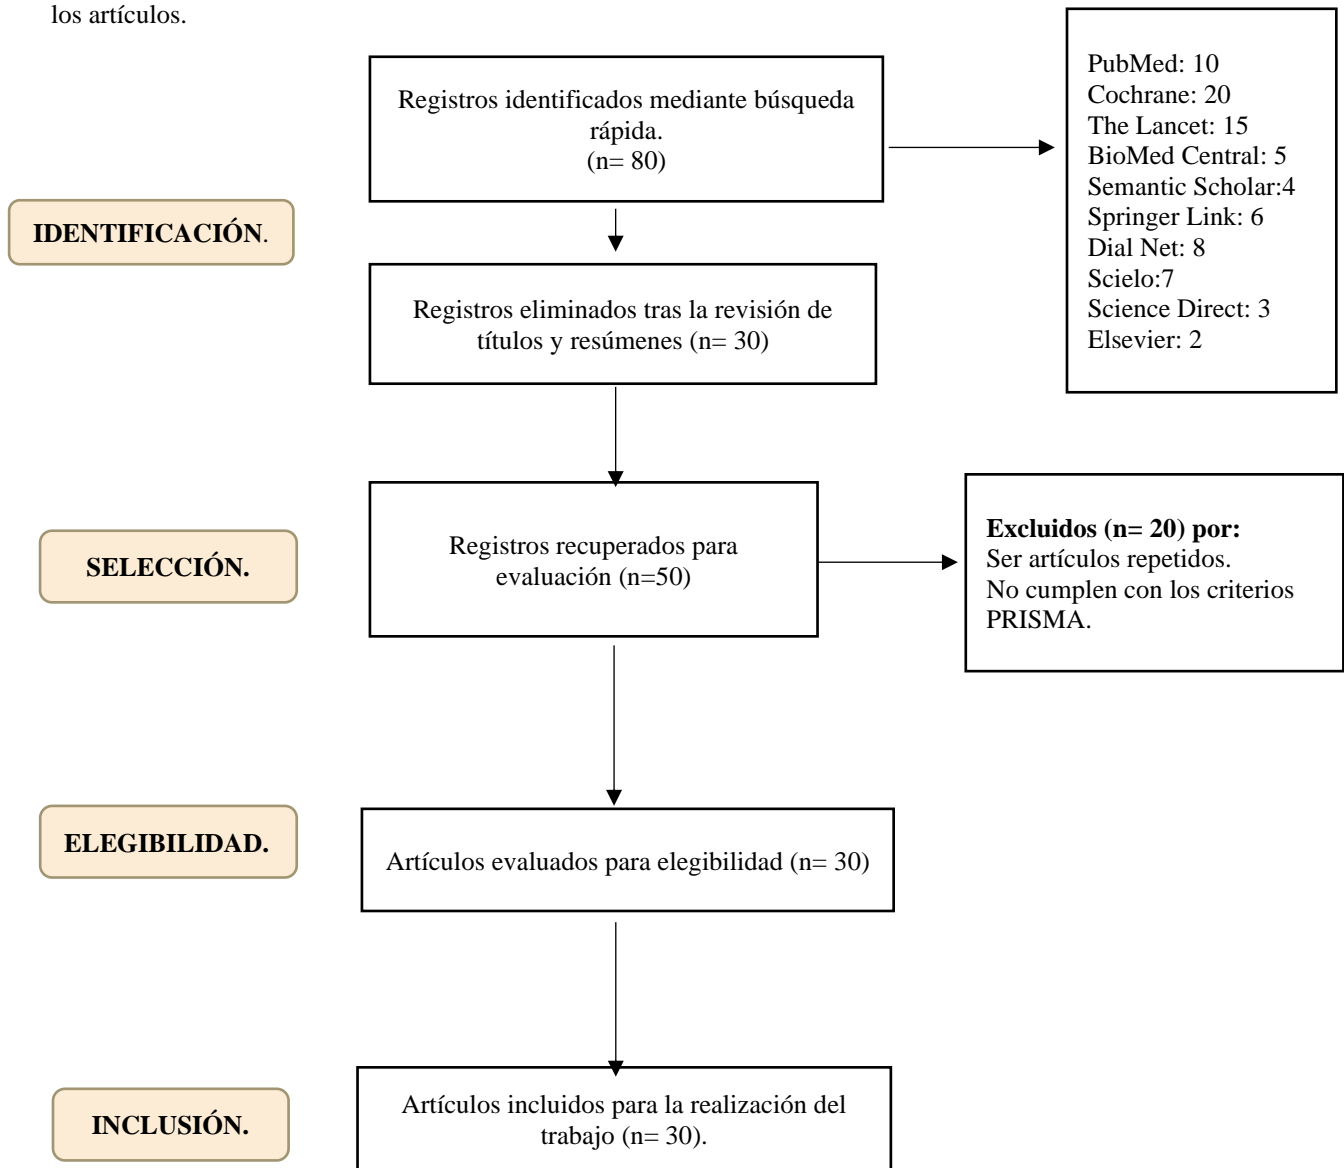 los artículos.
Registros identificados mediante búsqueda
rápida.
(n= 80)
PubMed: 10
Cochrane: 20
The Lancet: 15
BioMed Central: 5
Semantic Scholar:4
Springer Link: 6
Dial Net: 8
Scielo:7
Science Direct: 3
Elsevier: 2
IDENTIFICACIÓN.
Registros eliminados tras la revisión de
títulos y resúmenes (n= 30)
SELECCIÓN.
Registros recuperados para
evaluación (n=50)
Excluidos (n= 20) por:
Ser artículos repetidos.
No cumplen con los criterios
PRISMA.
ELEGIBILIDAD.
Artículos evaluados para elegibilidad (n= 30)
INCLUSIÓN.
Artículos incluidos para la realización del
trabajo (n= 30).